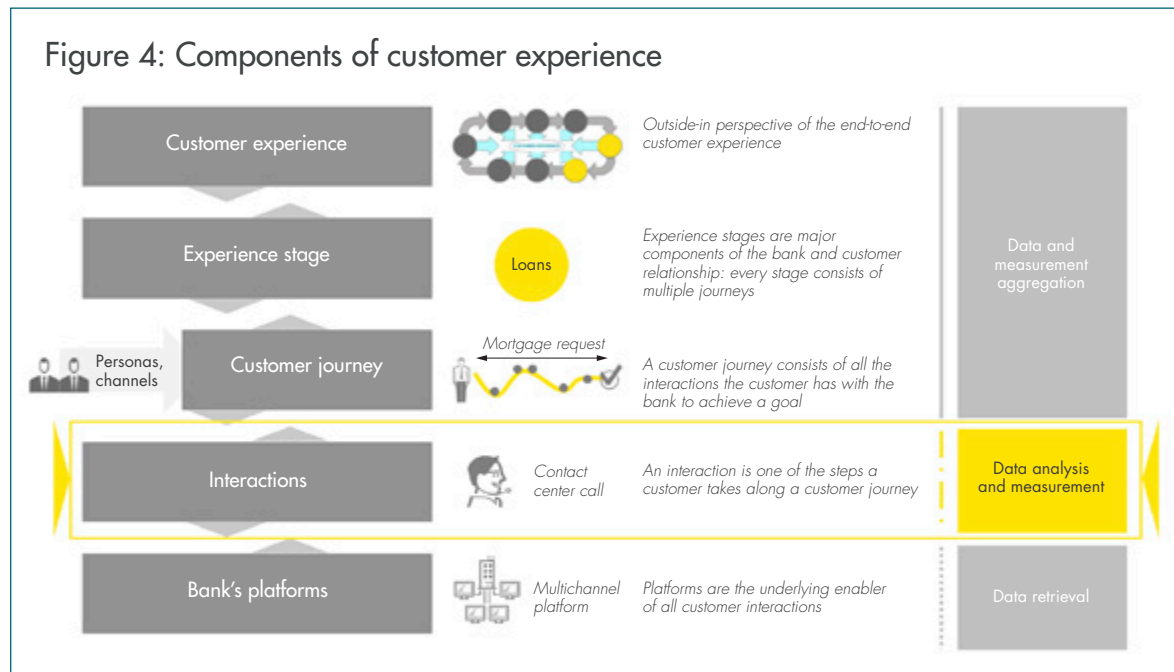 Figure 4: Components of customer experience
Customer experience
Outside-in perspective of the end-to-end
customer experience
Experience stage
Loans
Experience stages are major
components of the bank and customer
relationship: every stage consists of
multiple journeys
Data and
measurement
aggregation
Personas,
channels
Customer journey
Mortgage request
A customer journey consists of all the
interactions the customer has with the
bank to achieve a goal
Interactions
Contact
center call
An interaction is one of the steps a
customer takes along a customer journey
Data analysis
and measurement
Bank's platforms
Multichannel
platform
Platforms are the underlying enabler
of all customer interactions
Data retrieval